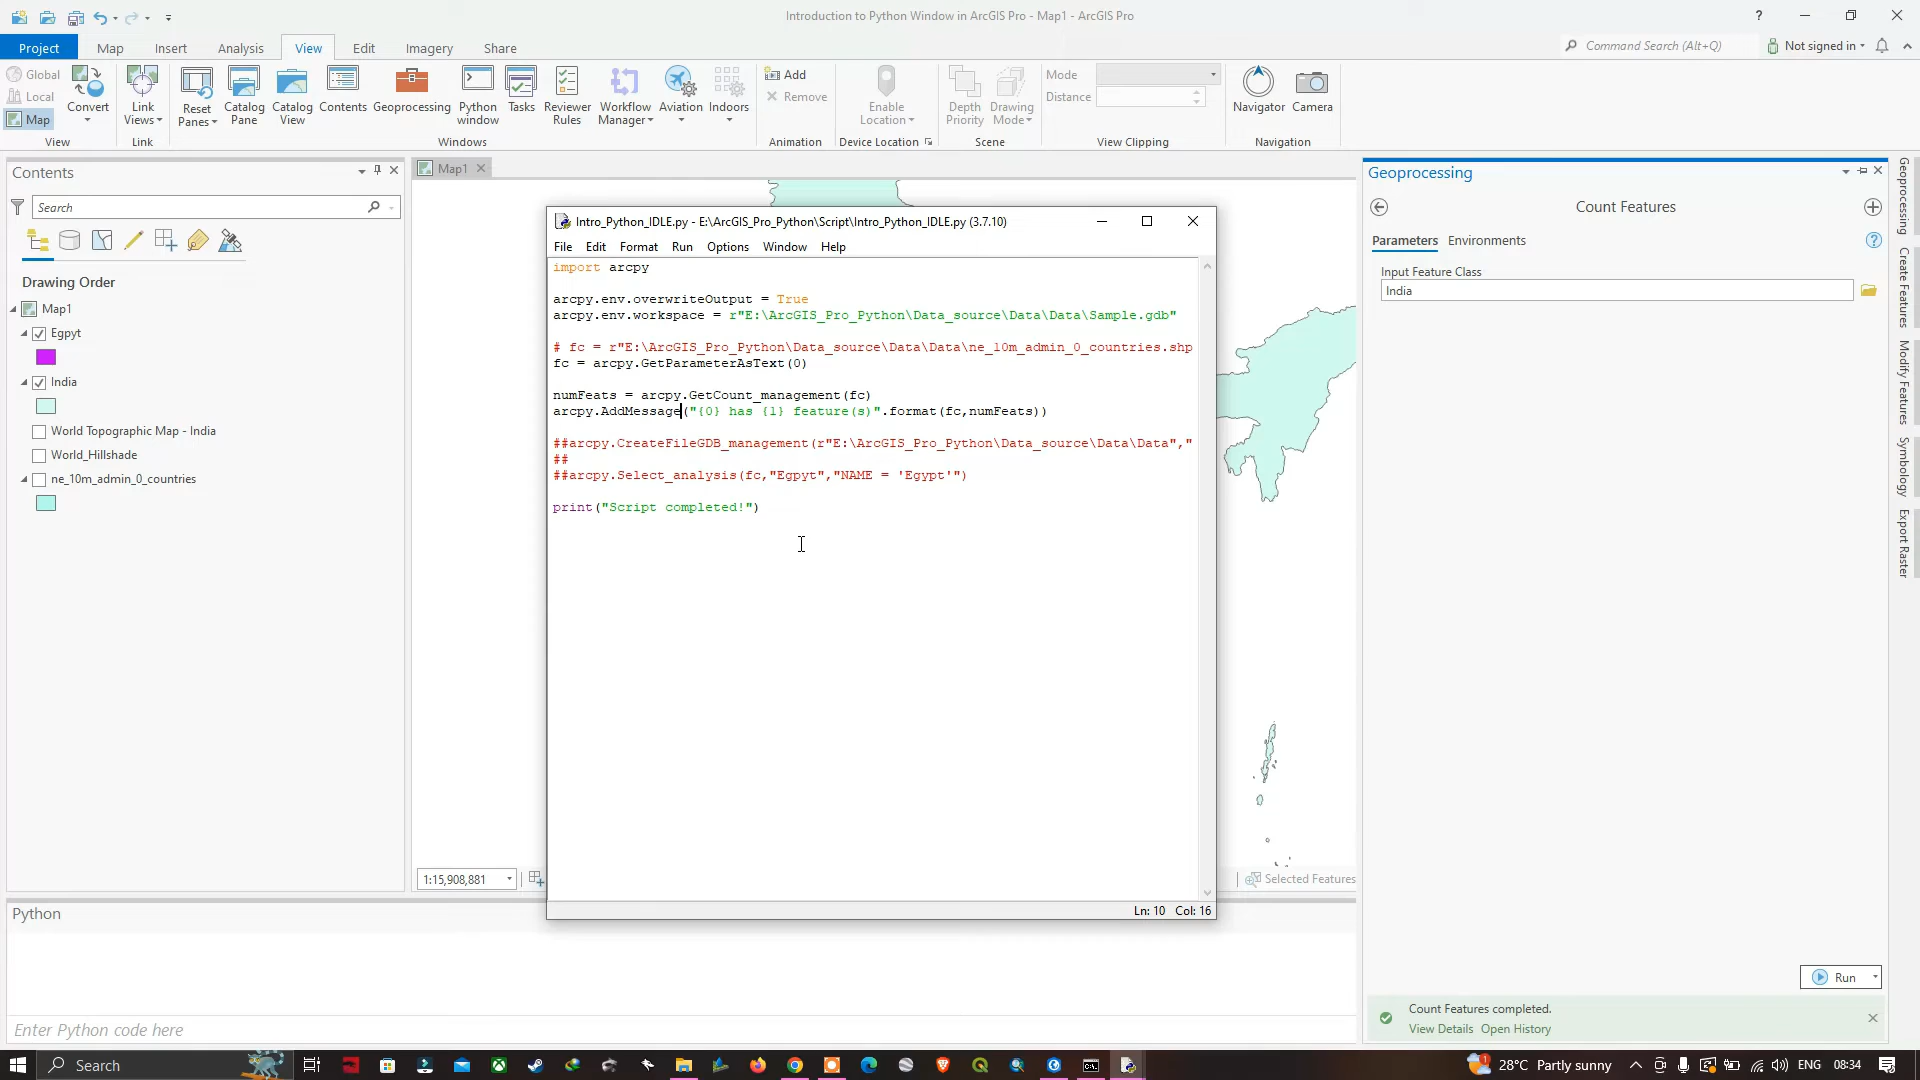 Introduction to Python Window in ArcGIS Pro - Map1 - ArcGIS Pro
?
Project Map Insert Analysis View Edit Imagery Share
Command Search (Alt+Q)
Not signed in
Global
Local
Map
Convert
View
Link Views
Link
Reset Panes
Catalog Pane
Catalog View
Contents
Geoprocessing
Python window
Tasks
Reviewer Rules
Workflow Manager
Aviation
Indoors
Windows
Add
Remove
Animation
Enable Location
Device Location
Depth Priority
Drawing Mode
Scene
Mode
Distance
View Clipping
Navigator
Camera
Navigation
Contents
Search
Drawing Order
Map1
Egpyt
India
World Topographic Map - India
World_Hillshade
ne_10m_admin_0_countries
Map1
1:15,908,881
Selected Features
Intro_Python_IDLE.py - E:\ArcGIS_Pro_Python\Script\Intro_Python_IDLE.py (3.7.10)
File Edit Format Run Options Window Help
import arcpy
arcpy.env.overwriteOutput = True
arcpy.env.workspace = r"E:\ArcGIS_Pro_Python\Data_source\Data\Data\Sample.gdb"
# fc = r"E:\ArcGIS_Pro_Python\Data_source\Data\Data\ne_10m_admin_0_countries.shp
fc = arcpy.GetParameterAsText(0)
numFeats = arcpy.GetCount_management(fc)
arcpy.AddMessage("{0} has {1} feature(s)".format(fc,numFeats))
##arcpy.CreateFileGDB_management(r"E:\ArcGIS_Pro_Python\Data_source\Data\Data","
##
##arcpy.Select_analysis(fc,"Egpyt","NAME = 'Egypt'")
print("Script completed!")
Ln: 10 Col: 16
Geoprocessing
Count Features
Parameters Environments
?
Input Feature Class
India
Run
Count Features completed.
View Details Open History
Geoprocessing
Create Features
Modify Features
Symbology
Export Raster
Python
Enter Python code here
Search
1
28°C Partly sunny
ENG
08:34